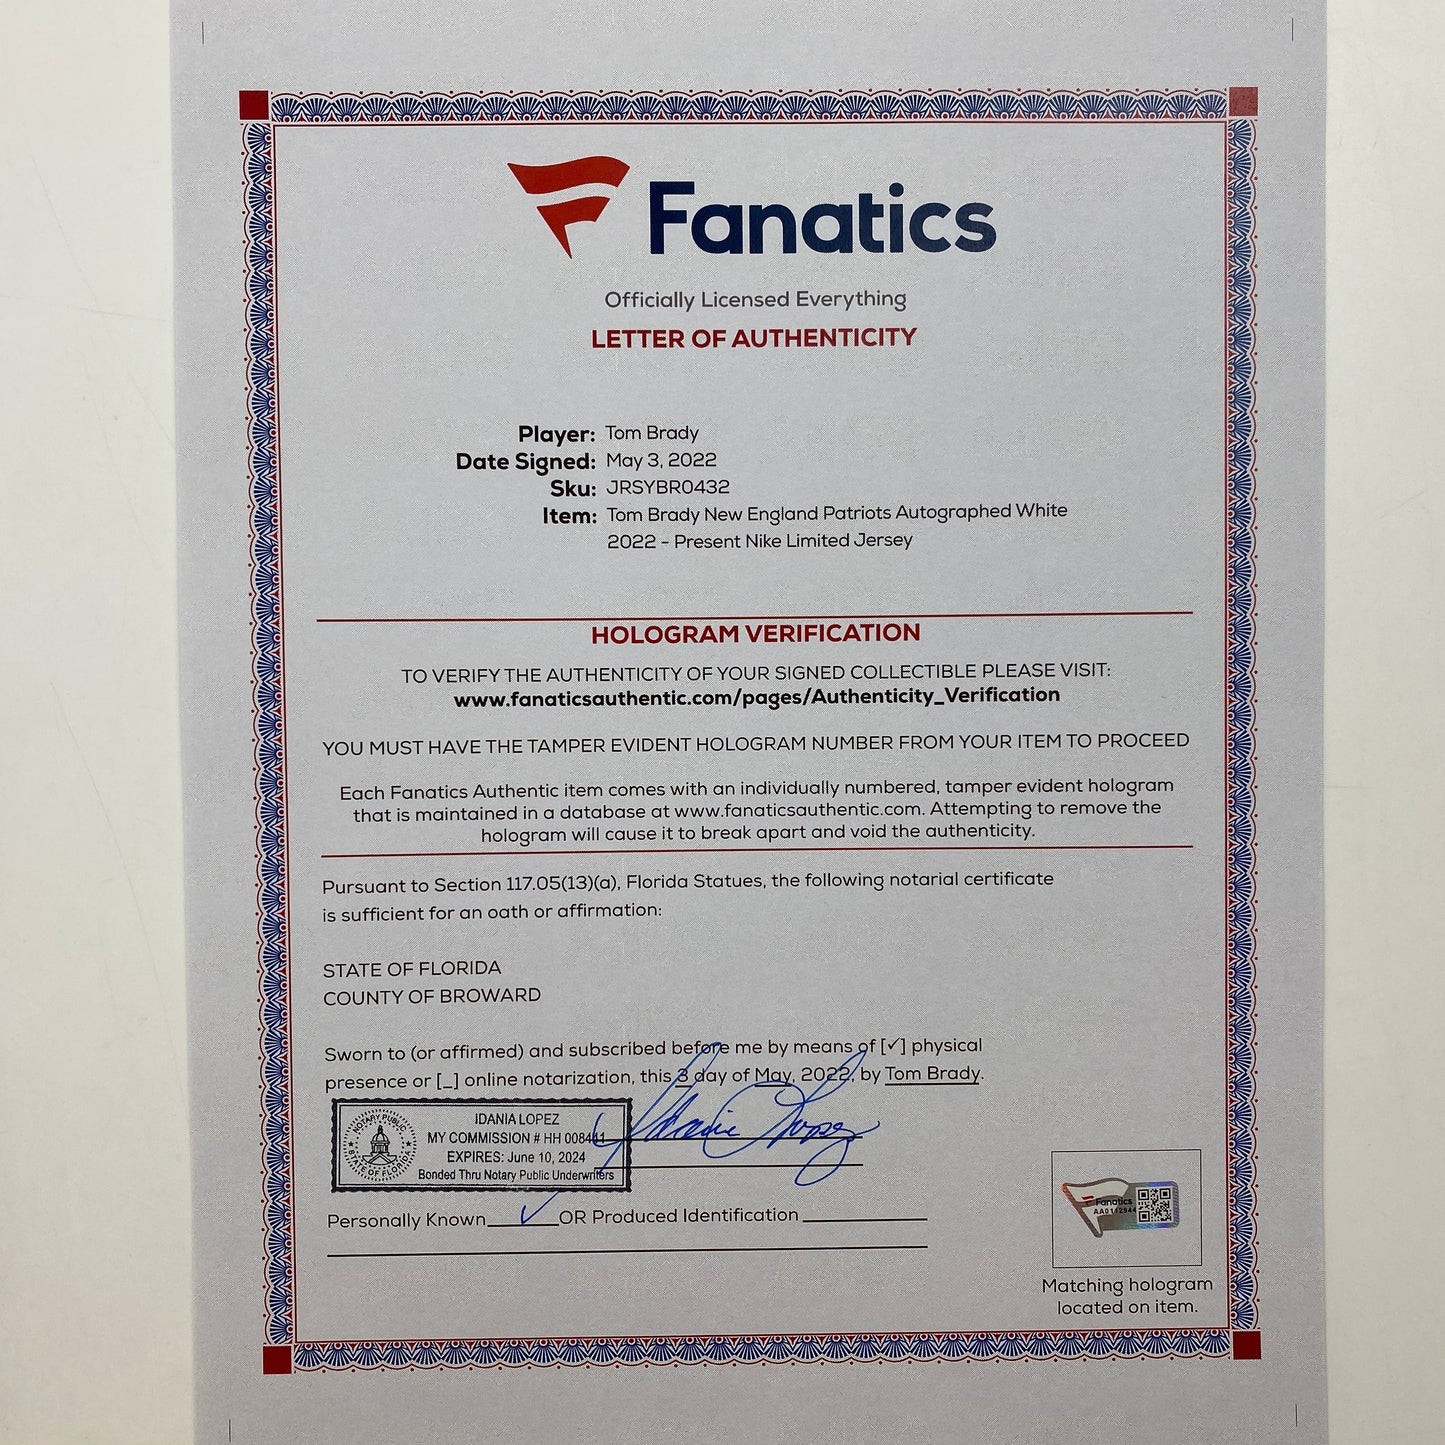 Fanatics
Officially Licensed Everything
LETTER OF AUTHENTICITY
Player: Tom Brady
Date Signed: May 3, 2022
Sku: JRSYBR0432
Item: Tom Brady New England Patriots Autographed White
2022 - Present Nike Limited Jersey
HOLOGRAM VERIFICATION
TO VERIFY THE AUTHENTICITY OF YOUR SIGNED COLLECTIBLE PLEASE VISIT:
www.fanaticsauthentic.com/pages/Authenticity_Verification
YOU MUST HAVE THE TAMPER EVIDENT HOLOGRAM NUMBER FROM YOUR ITEM TO PROCEED
Each Fanatics Authentic item comes with an individually numbered, tamper evident hologram
that is maintained in a database at www.fanaticsauthentic.com. Attempting to remove the
hologram will cause it to break apart and void the authenticity.
Pursuant to Section 117.05(13)(a), Florida Statues, the following notarial certificate
is sufficient for an oath or affirmation:
STATE OF FLORIDA
COUNTY OF BROWARD
Sworn to (or affirmed) and subscribed before me by means of [✓] physical
presence or [_] online notarization, this 3 day of May, 2022, by Tom Brady.
NOTARY PUBLIC
STATE OF FLORIDA
IDANIA LOPEZ
MY COMMISSION # HH 008441
EXPIRES: June 10, 2024
Bonded Thru Notary Public Underwriters
Idania Lopez
Personally Known ✓ OR Produced Identification
Fanatics
AA0112944
Matching hologram
located on item.